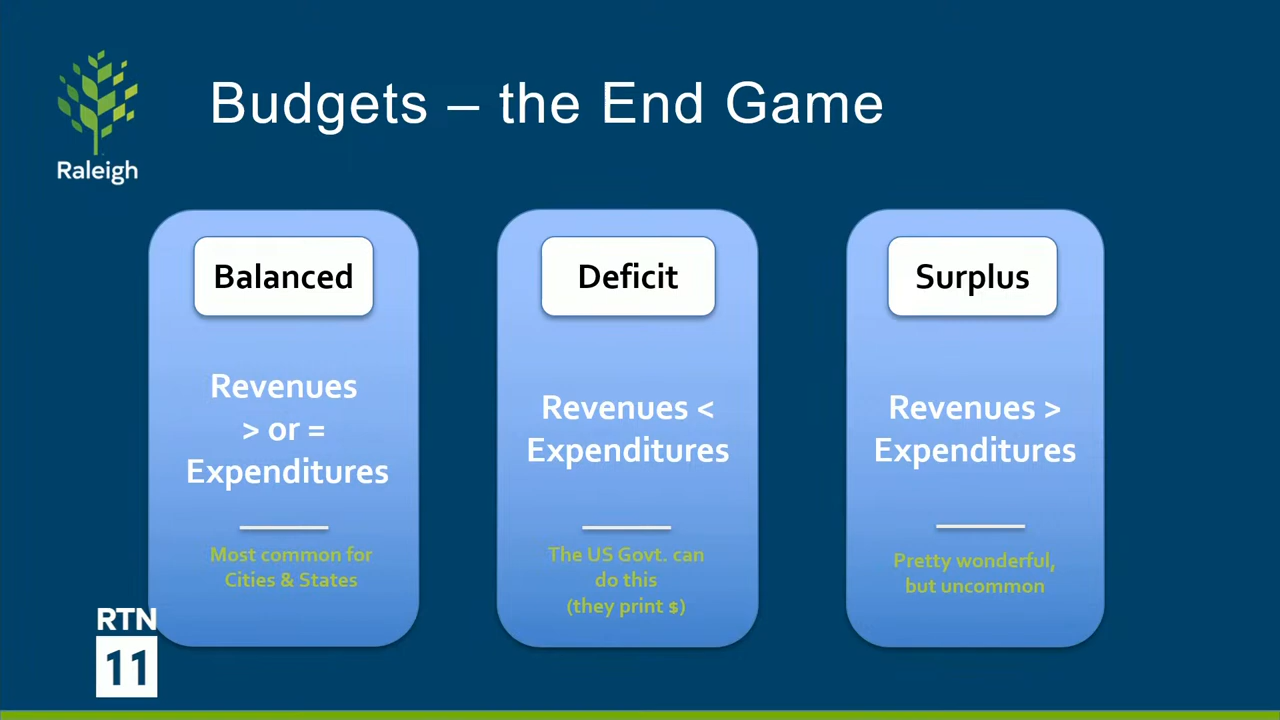 Raleigh
Budgets – the End Game
Balanced
Revenues
> or =
Expenditures
Most common for
Cities & States
Deficit
Revenues <
Expenditures
The US Govt. can
do this
(they print $)
Surplus
Revenues >
Expenditures
Pretty wonderful,
but uncommon
RTN
11